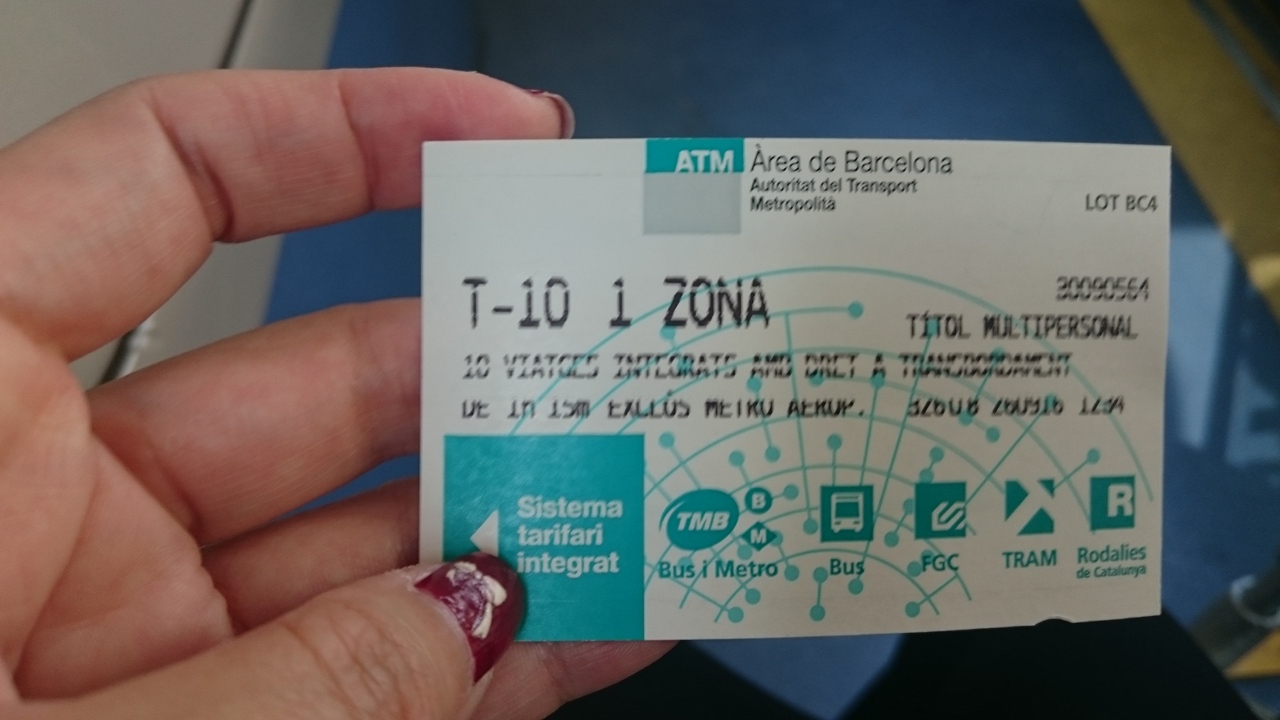 ATM Àrea de Barcelona
Autoritat del Transport
Metropolità
LOT BC4
T-10 1 ZONA
30090564
TÍTOL MULTIPERSONAL
10 VIATGES INTEGRATS AMB DRET A TRANSBORDAMENT
DE 1h 15m EXCLÒS METRO AEROP.
Sistema
tarifari
integrat
TMB B M
Bus i Metro
Bus
FGC
TRAM
R
Rodalies
de Catalunya